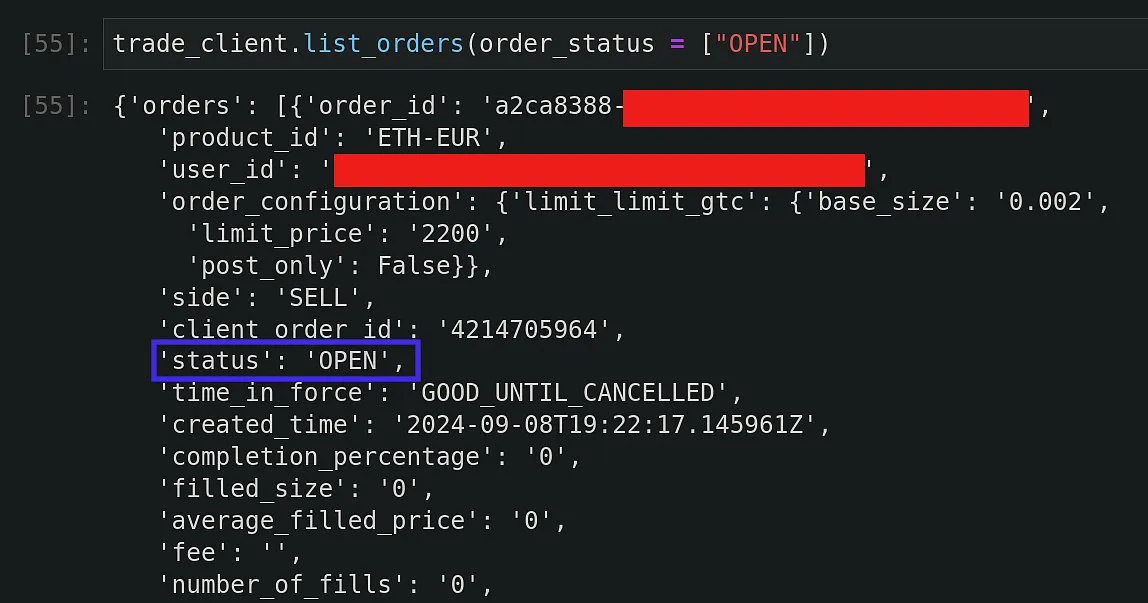 [55]: trade_client.list_orders(order_status = ["OPEN"])
[55]: {'orders': [{'order_id': 'a2ca8388-',
'product_id': 'ETH-EUR',
'user_id': '',
'order_configuration': {'limit_limit_gtc': {'base_size': '0.002',
'limit_price': '2200',
'post_only': False}},
'side': 'SELL',
'client_order_id': '4214705964',
'status': 'OPEN',
'time_in_force': 'GOOD_UNTIL_CANCELLED',
'created_time': '2024-09-08T19:22:17.145961Z',
'completion_percentage': '0',
'filled_size': '0',
'average_filled_price': '0',
'fee': '',
'number_of_fills': '0',